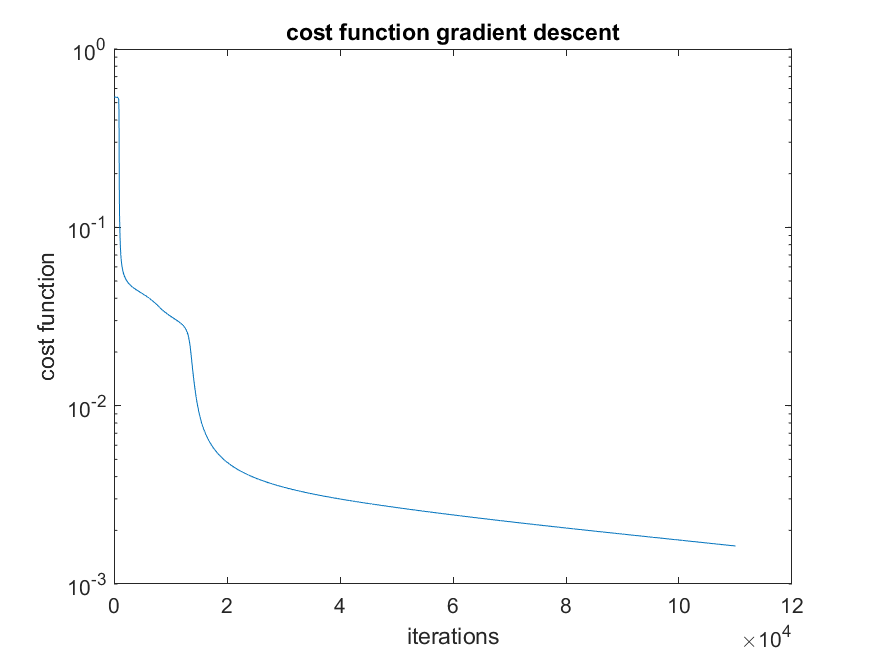 cost function gradient descent
10^0
10^-1
10^-2
10^-3
cost function
0 2 4 6 8 10 12
×10^4
iterations